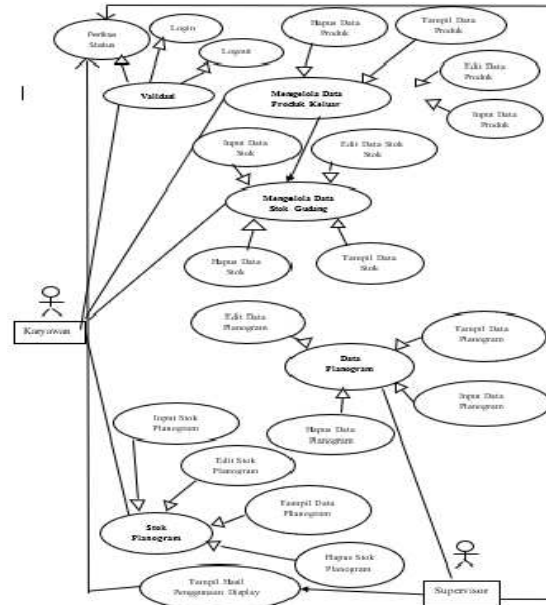 Periksa
Status
Login
Logout
Validasi
Hapus Data
Produk
Tampil Data
Produk
Mengelola Data
Produk Keluar
Edit Data
Produk
Input Data
Produk
Input Data
Stok
Edit Data Stok
Stok
Mengelola Data
Stok Gudang
Hapus Data
Stok
Tampil Data
Stok
Karyawan
Edit Data
Planogram
Tampil Data
Planogram
Data
Planogram
Input Data
Planogram
Hapus Data
Planogram
Input Stok
Planogram
Edit Stok
Planogram
Tampil Data
Planogram
Stok
Planogram
Hapus Stok
Planogram
Tampil Hasil
Penggunaan Display
Supervisor